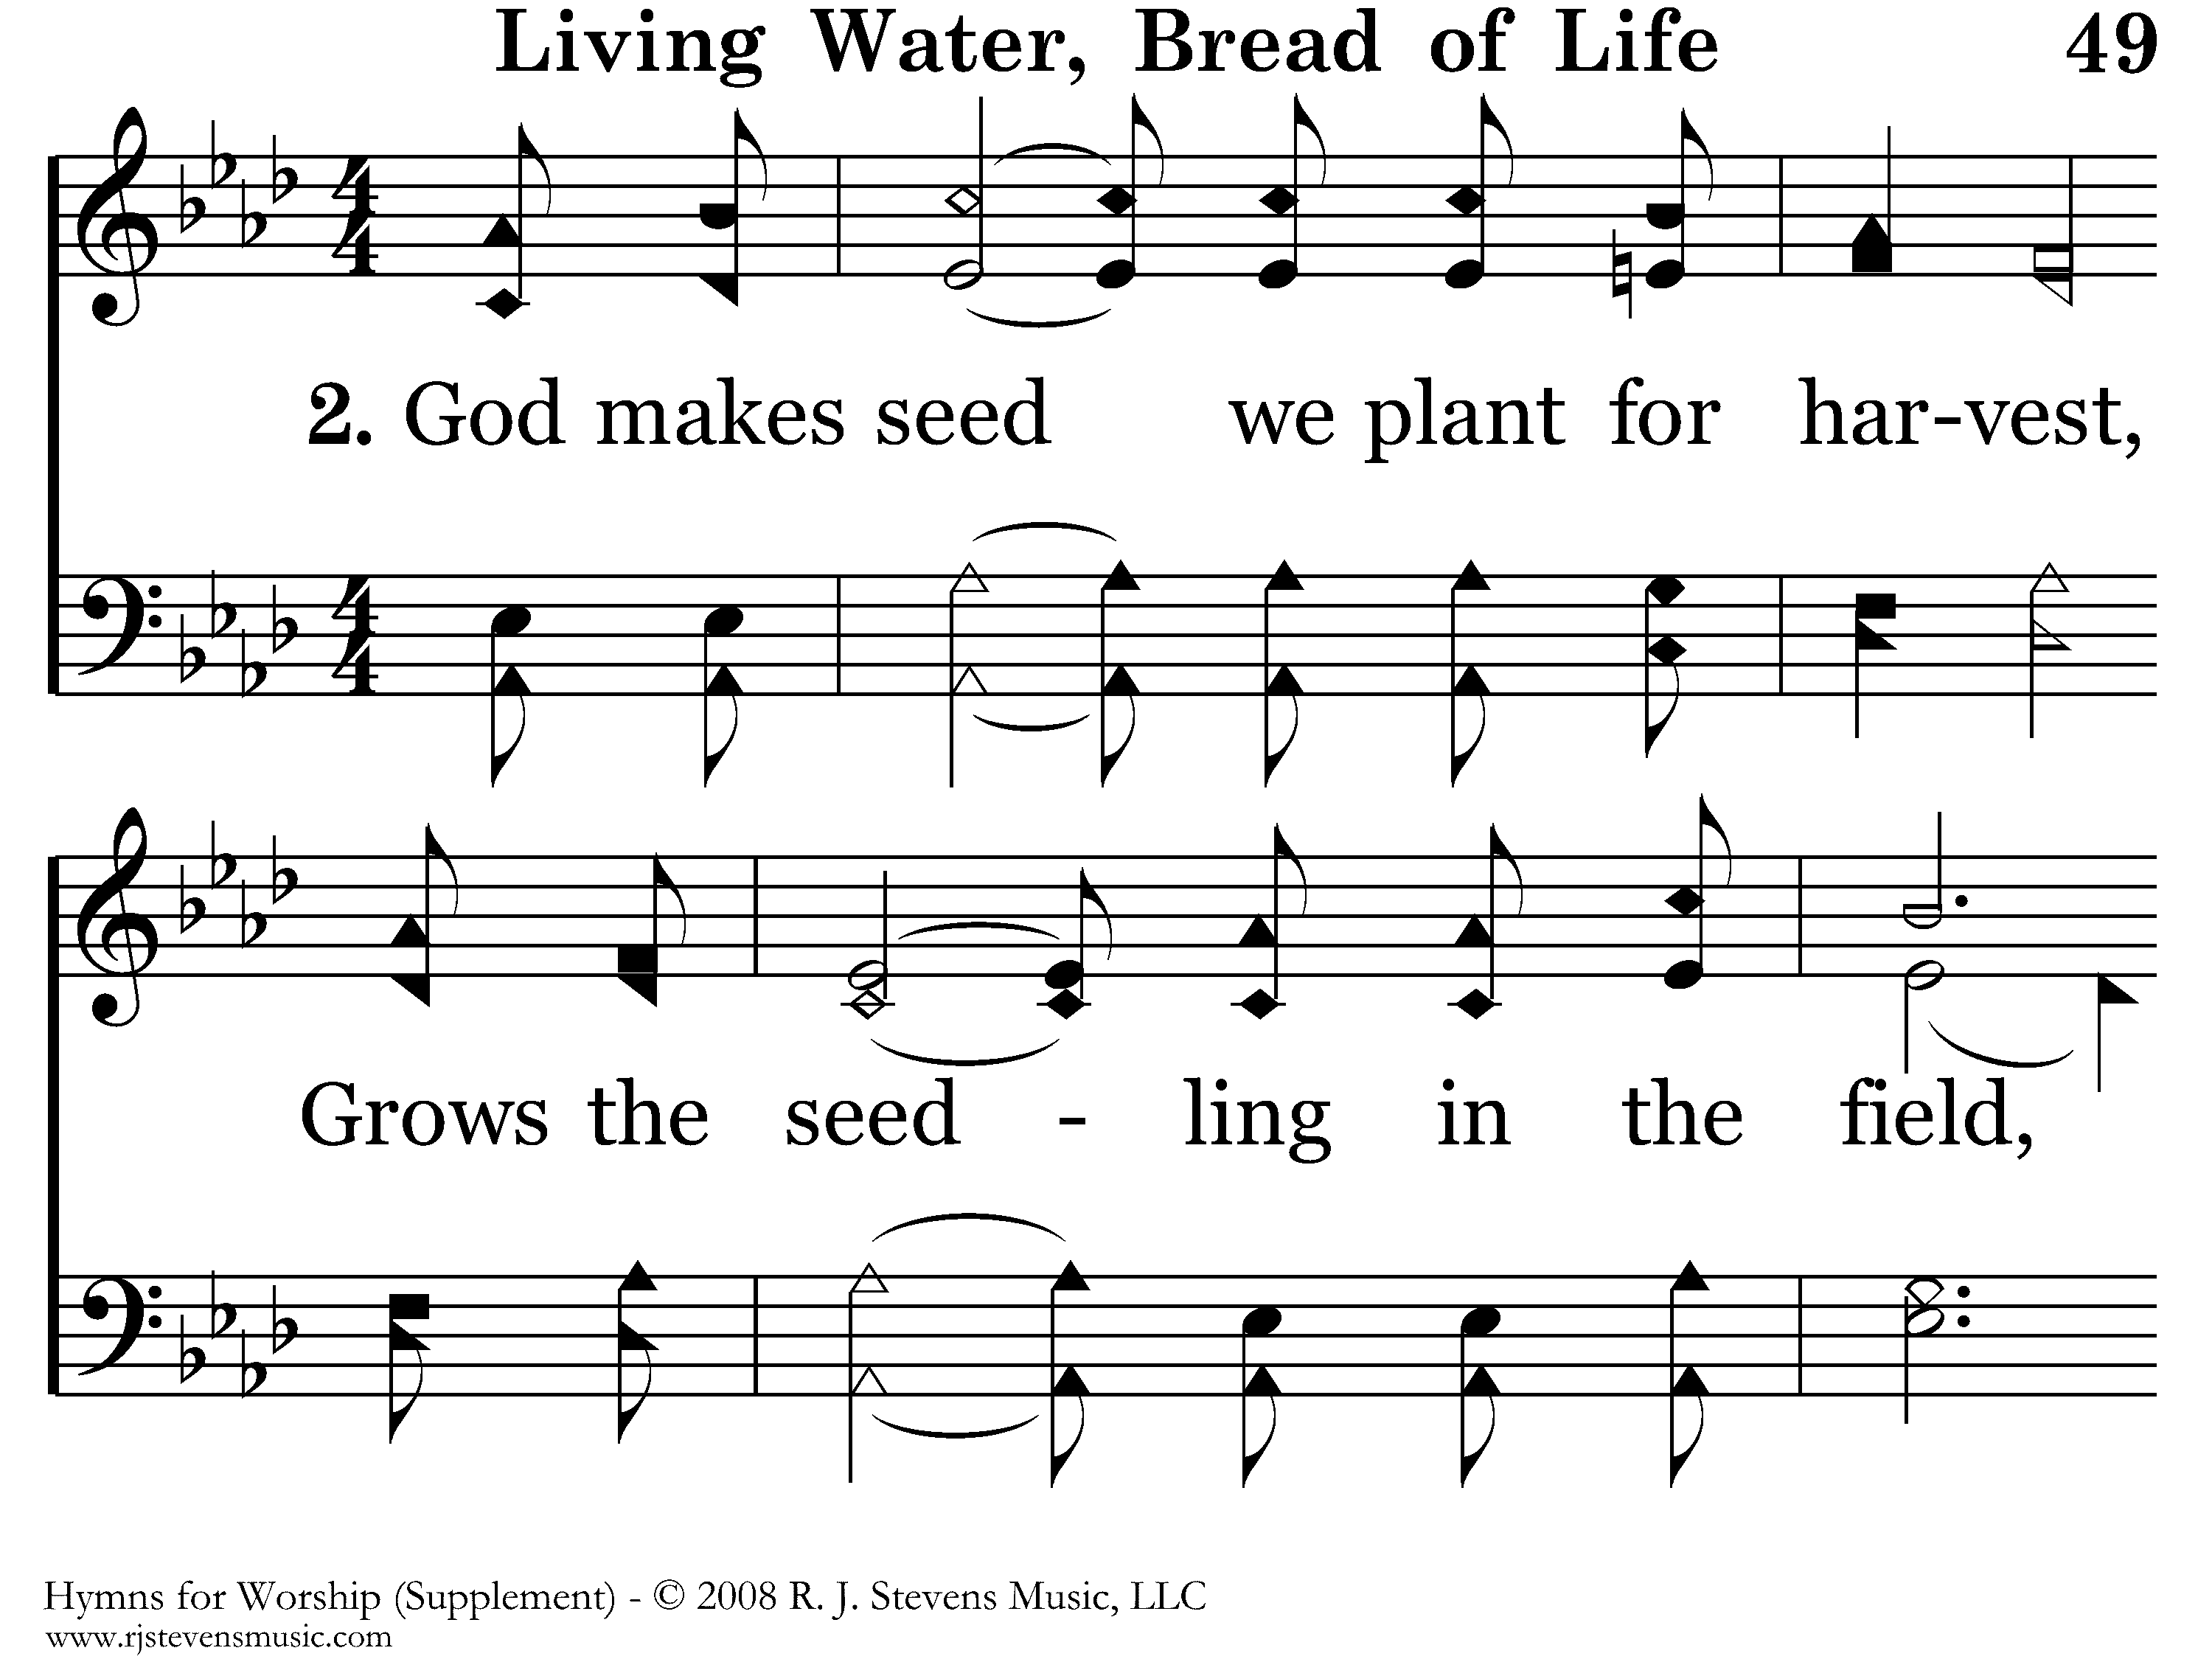 Living Water, Bread of Life 49
2. God makes seed we plant for har-vest,
Grows the seed - ling in the field,
Hymns for Worship (Supplement) - © 2008 R. J. Stevens Music, LLC
www.rjstevensmusic.com